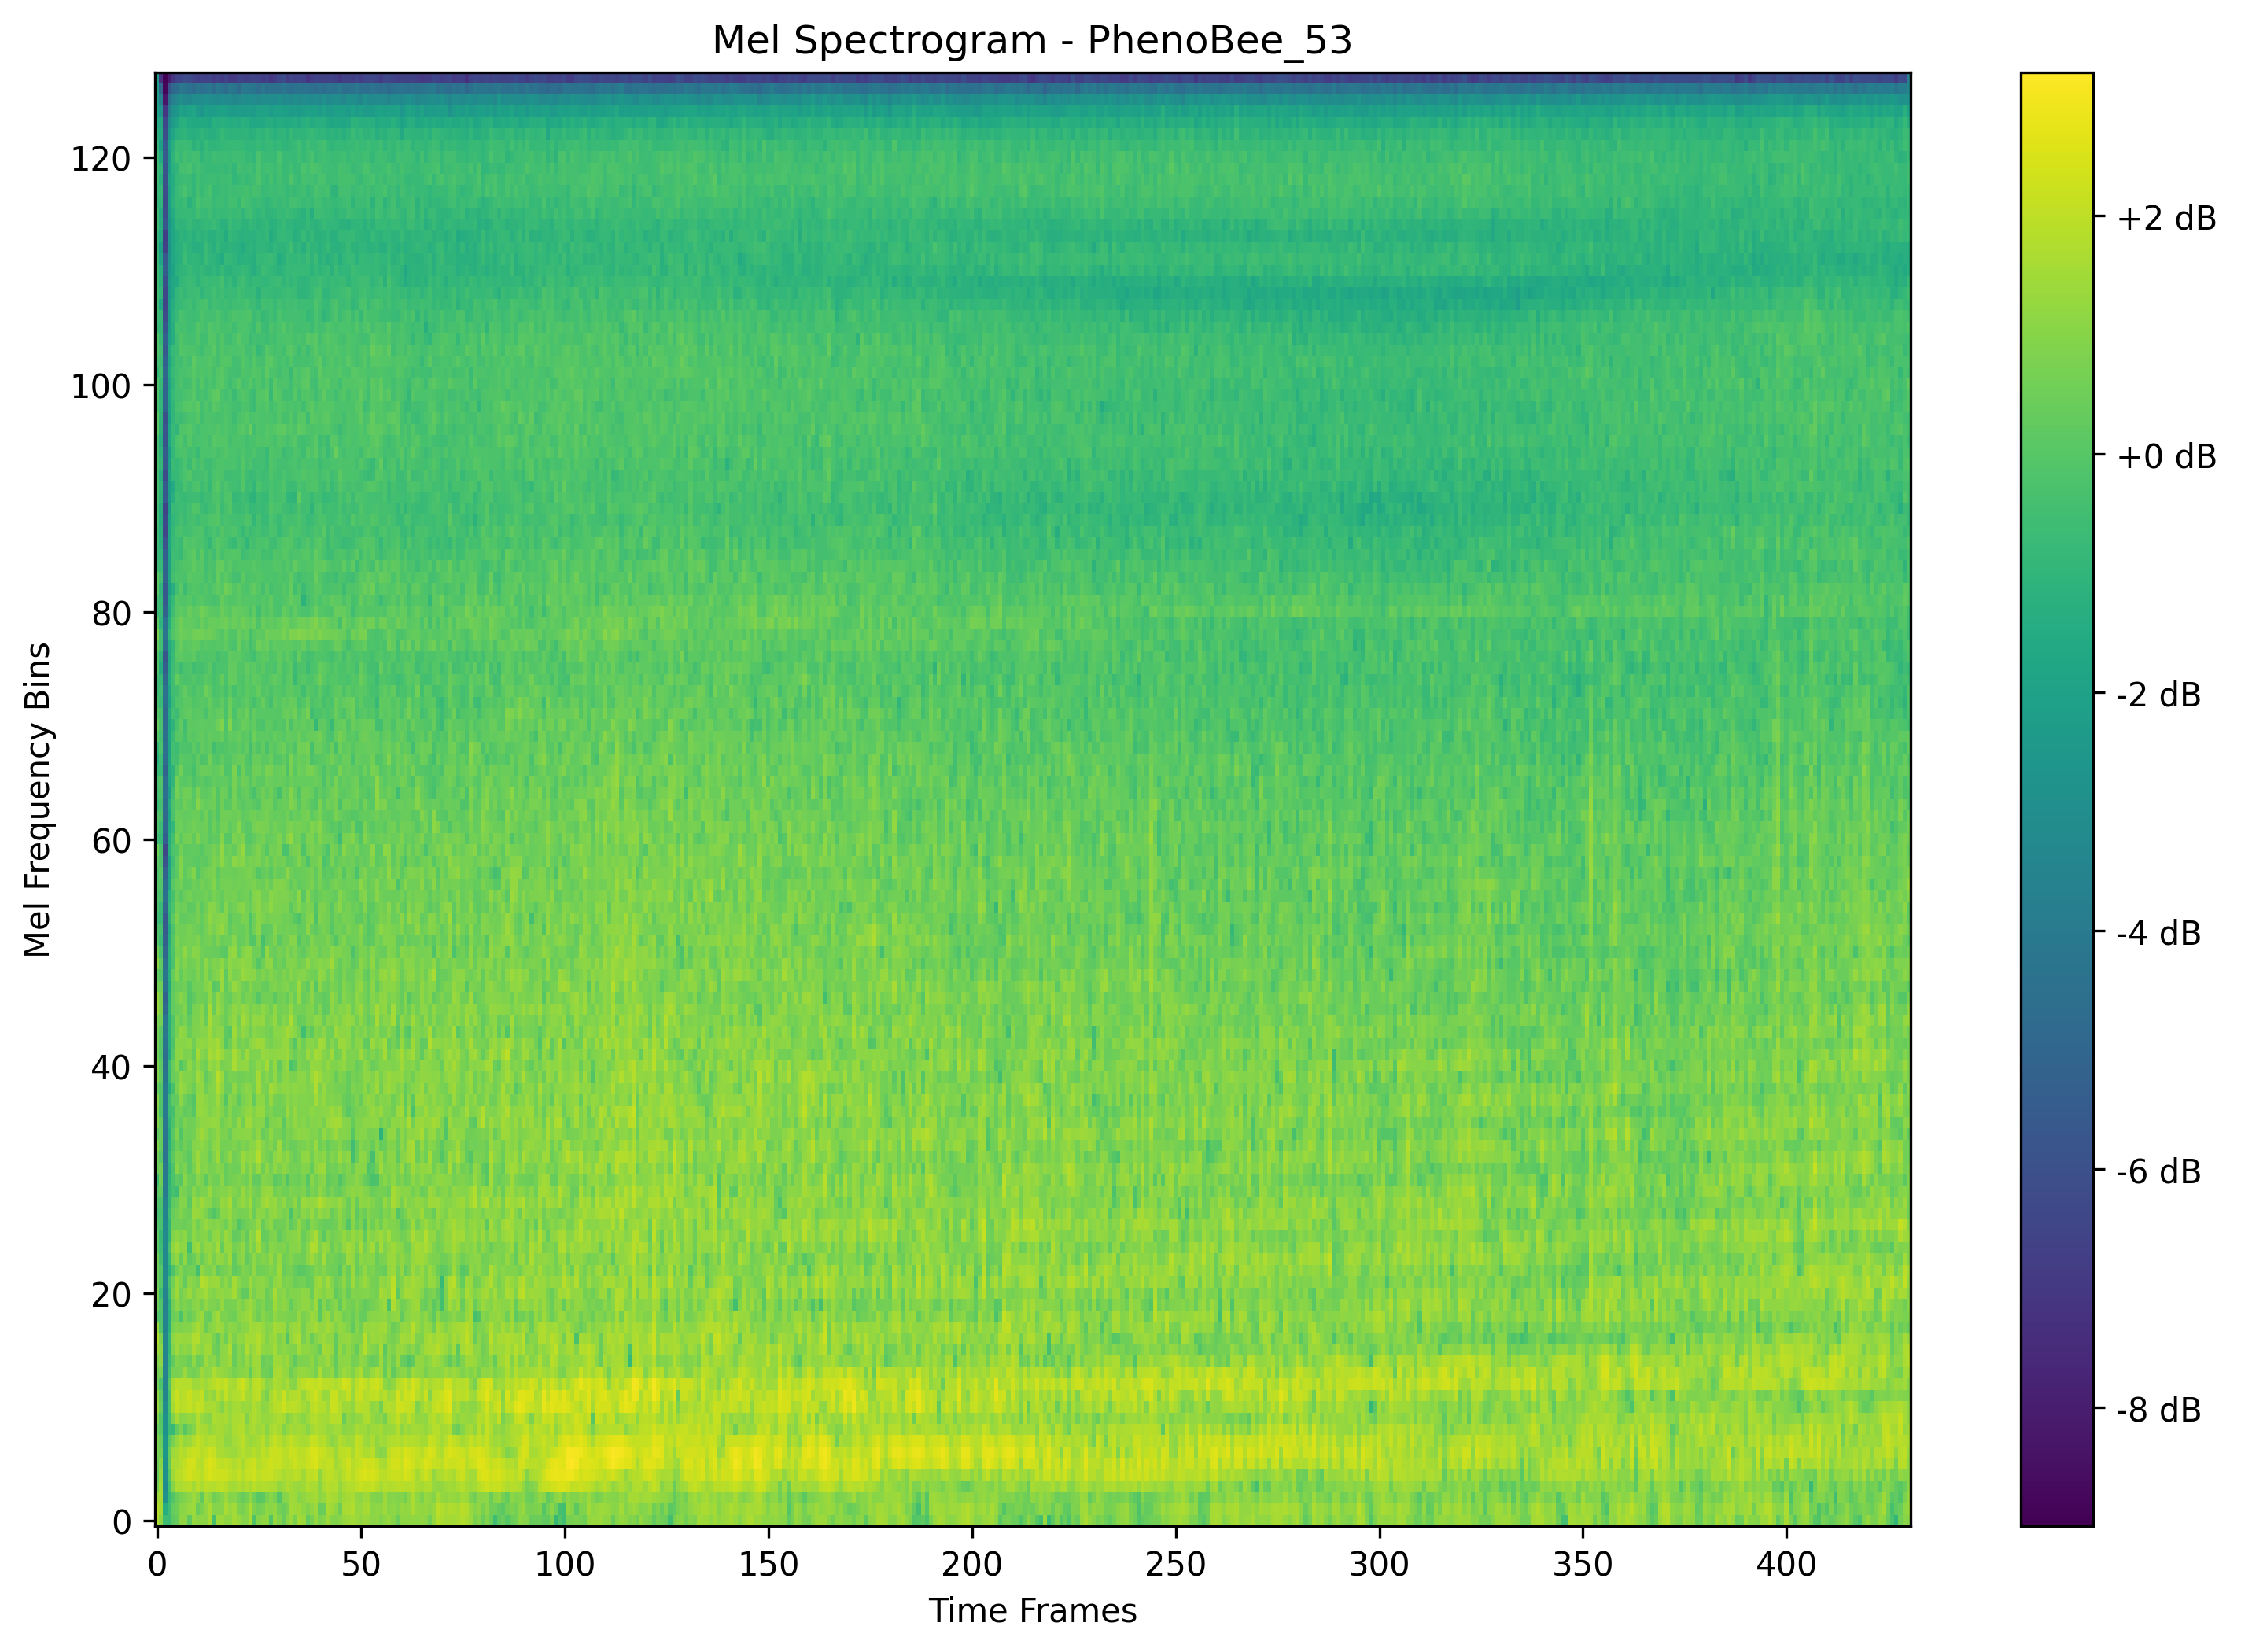 Mel Spectrogram - PhenoBee_53
Mel Frequency Bins
120
100
80
60
40
20
0
0 50 100 150 200 250 300 350 400
Time Frames
+2 dB
+0 dB
-2 dB
-4 dB
-6 dB
-8 dB